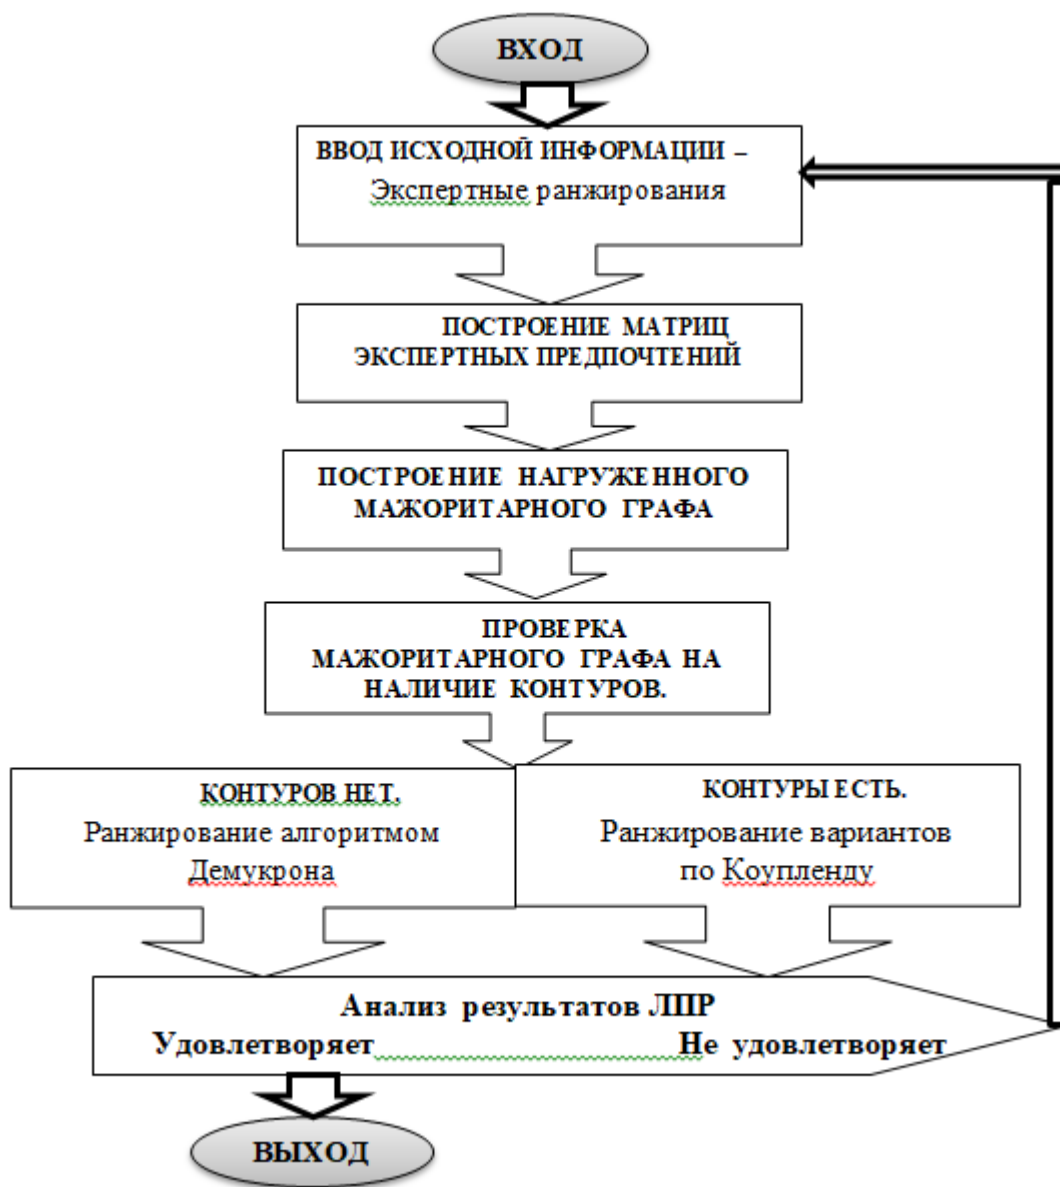 ВХОД
ВВОД ИСХОДНОЙ ИНФОРМАЦИИ –
Экспертные ранжирования
ПОСТРОЕНИЕ МАТРИЦ
ЭКСПЕРТНЫХ ПРЕДПОЧТЕНИЙ
ПОСТРОЕНИЕ НАГРУЖЕННОГО
МАЖОРИТАРНОГО ГРАФА
ПРОВЕРКА
МАЖОРИТАРНОГО ГРАФА НА
НАЛИЧИЕ КОНТУРОВ.
КОНТУРОВ НЕТ.
Ранжирование алгоритмом
Демукрона
КОНТУРЫ ЕСТЬ.
Ранжирование вариантов
по Коупленду
Анализ результатов ЛПР
Удовлетворяет Не удовлетворяет
ВЫХОД